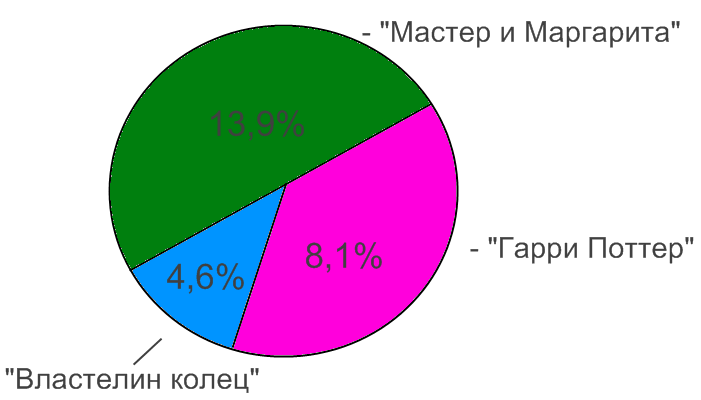 - "Мастер и Маргарита"
13,9%
- "Гарри Поттер"
8,1%
4,6%
"Властелин колец"